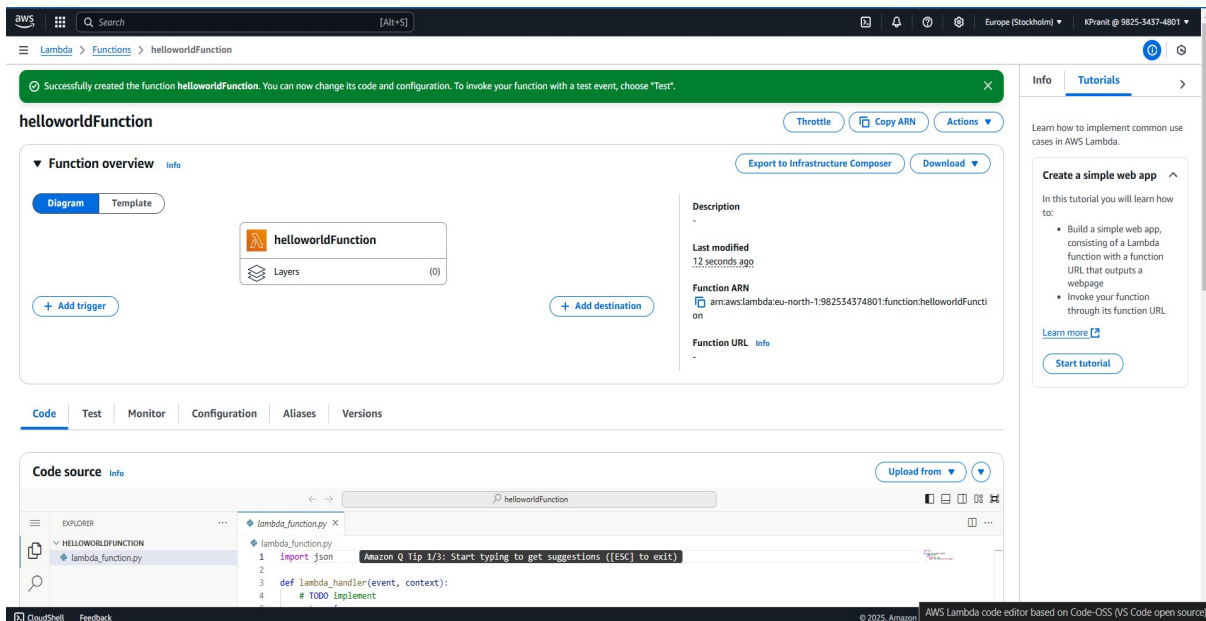 aws
Search
[Alt+S]
Europe (Stockholm) ▼
KPranit @ 9825-3437-4801 ▼
Lambda > Functions > helloworldFunction
Successfully created the function helloworldFunction. You can now change its code and configuration. To invoke your function with a test event, choose "Test".
helloworldFunction
Throttle
Copy ARN
Actions ▼
▼ Function overview Info
Export to Infrastructure Composer
Download ▼
Diagram
Template
helloworldFunction
Layers
(0)
+ Add trigger
+ Add destination
Description
-
Last modified
12 seconds ago
Function ARN
arn:aws:lambda:eu-north-1:982534374801:function:helloworldFuncti
on
Function URL Info
-
Code
Test
Monitor
Configuration
Aliases
Versions
Code source Info
Upload from ▼
helloworldFunction
EXPLORER
HELLOWORLDFUNCTION
lambda_function.py
lambda_function.py ×
lambda_function.py
1 import json
Amazon Q Tip 1/3: Start typing to get suggestions ([ESC] to exit)
2
3 def lambda_handler(event, context):
4 # TODO implement
Info
Tutorials
Learn how to implement common use
cases in AWS Lambda.
Create a simple web app
In this tutorial you will learn how
to:
• Build a simple web app,
consisting of a Lambda
function with a function
URL that outputs a
webpage
• Invoke your function
through its function URL
Learn more
Start tutorial
CloudShell
Feedback
© 2025, Amazon
AWS Lambda code editor based on Code-OSS (VS Code open source)